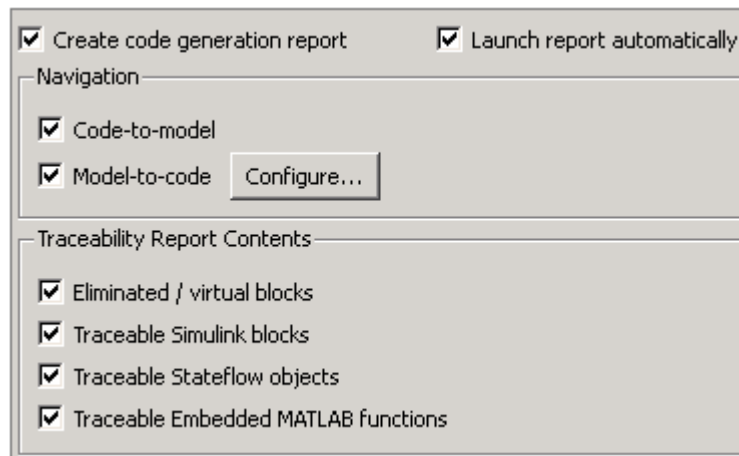 Create code generation report Launch report automatically
Navigation
Code-to-model
Model-to-code Configure...
Traceability Report Contents
Eliminated / virtual blocks
Traceable Simulink blocks
Traceable Stateflow objects
Traceable Embedded MATLAB functions